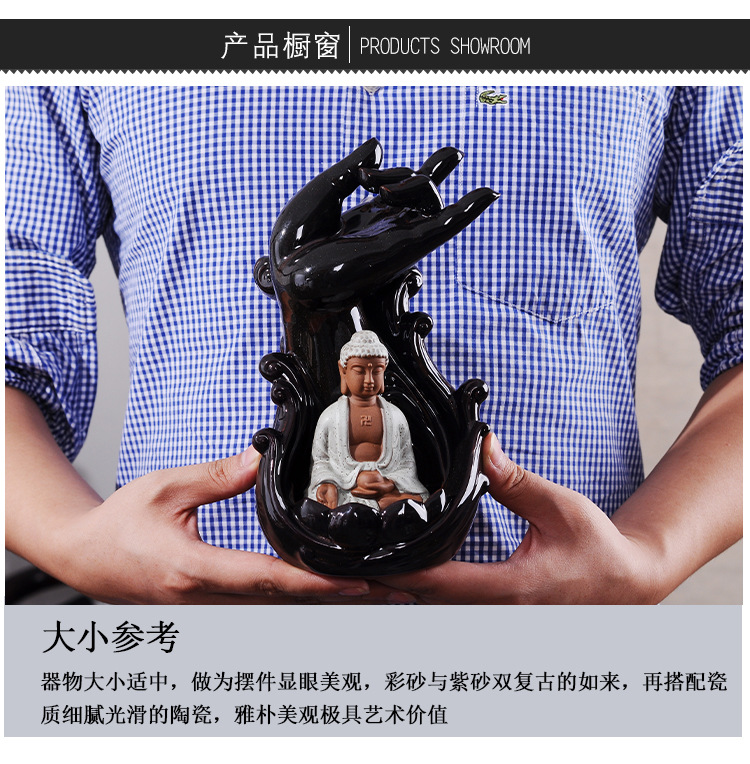 产品橱窗 PRODUCTS SHOWROOM
卍
大小参考
器物大小适中，做为摆件显眼美观，彩砂与紫砂双复古的如来，再搭配瓷
质细腻光滑的陶瓷，雅朴美观极具艺术价值